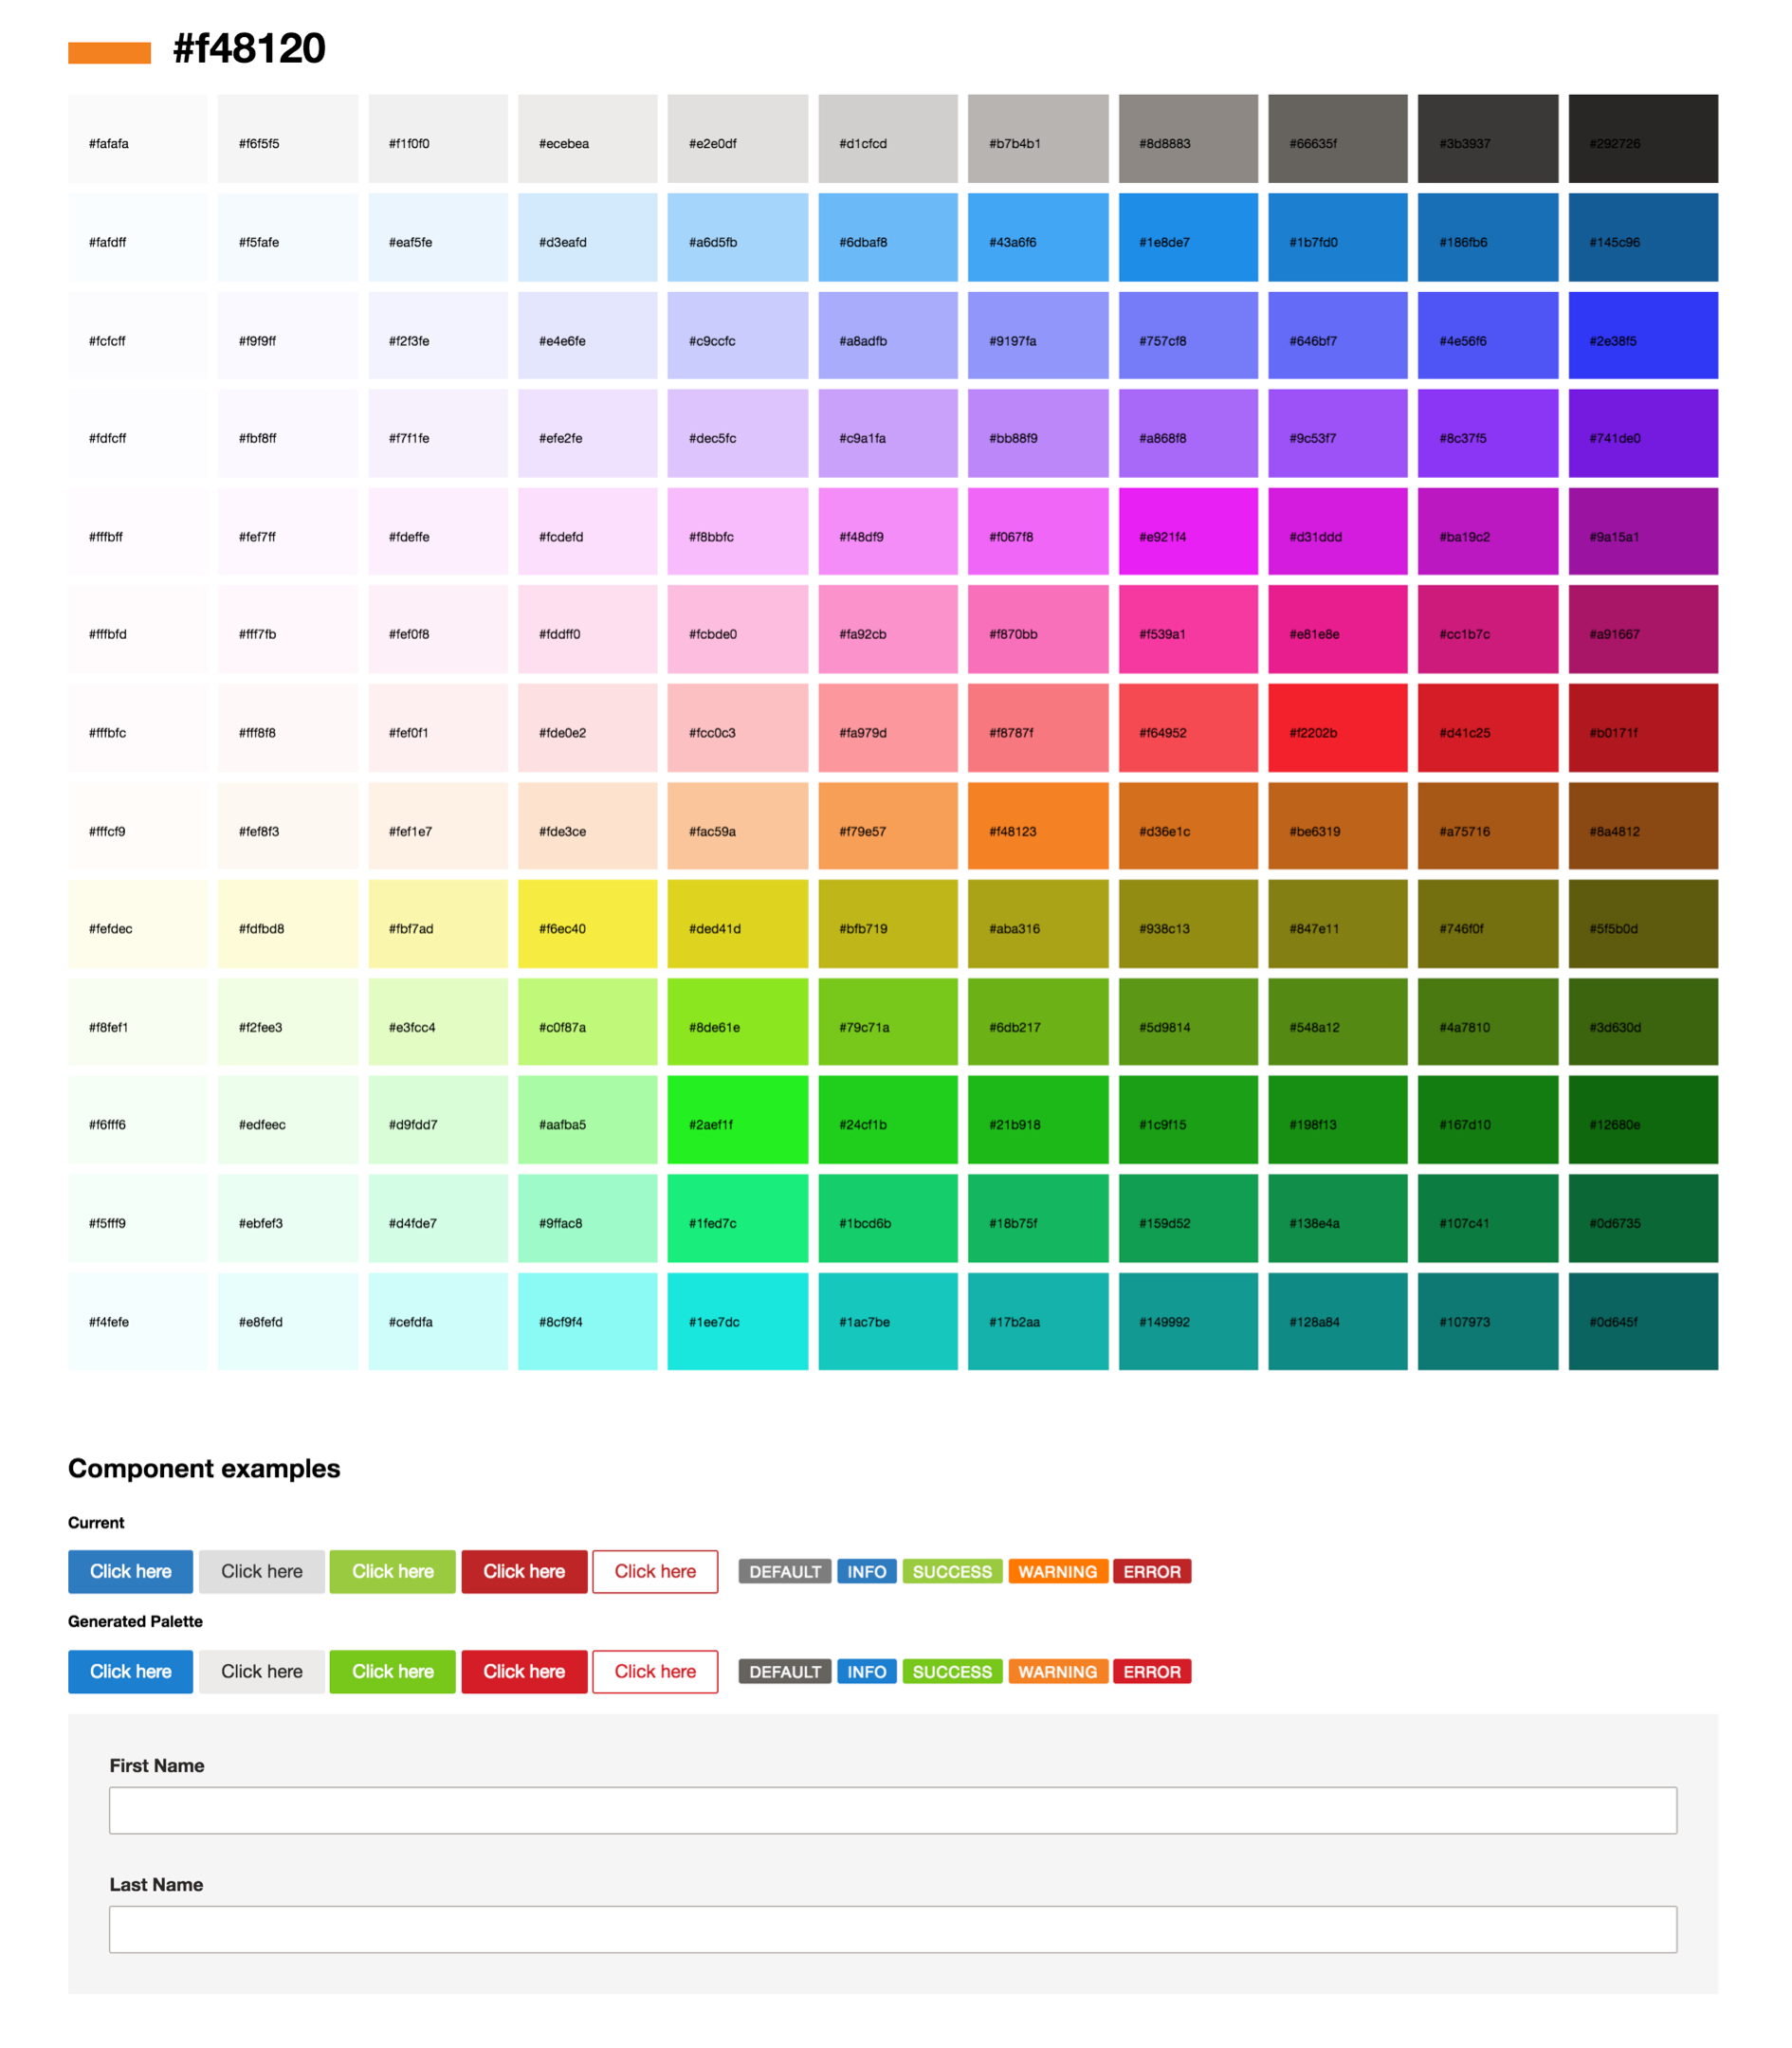 #f48120
#fafafa #f6f5f5 #f1f0f0 #ecebea #e2e0df #d1cfcd #b7b4b1 #8d8883 #66635f #3b3937 #292726
#fafdff #f5fafe #eaf5fe #d3eafd #a6d5fb #6dbaf8 #43a6f6 #1e8de7 #1b7fd0 #186fb6 #145c96
#fcfcff #f9f9ff #f2f3fe #e4e6fe #c9ccfc #a8adfb #9197fa #757cf8 #646bf7 #4e56f6 #2e38f5
#fdfcff #fbf8ff #f7f1fe #efe2fe #dec5fc #c9a1fa #bb88f9 #a868f8 #9c53f7 #8c37f5 #741de0
#fffbff #fef7ff #fdeffe #fcdefd #f8bbfc #f48df9 #f067f8 #e921f4 #d31ddd #ba19c2 #9a15a1
#fffbfd #fff7fb #fef0f8 #fddff0 #fcbde0 #fa92cb #f870bb #f539a1 #e81e8e #cc1b7c #a91667
#fffbfc #fff8f8 #fef0f1 #fde0e2 #fcc0c3 #fa979d #f8787f #f64952 #f2202b #d41c25 #b0171f
#fffcf9 #fef8f3 #fef1e7 #fde3ce #fac59a #f79e57 #f48123 #d36e1c #be6319 #a75716 #8a4812
#fefdec #fdfbd8 #fbf7ad #f6ec40 #ded41d #bfb719 #aba316 #938c13 #847e11 #746f0f #5f5b0d
#f8fef1 #f2fee3 #e3fcc4 #c0f87a #8de61e #79c71a #6db217 #5d9814 #548a12 #4a7810 #3d630d
#f6fff6 #edfeec #d9fdd7 #aafba5 #2aef1f #24cf1b #21b918 #1c9f15 #198f13 #167d10 #12680e
#f5fff9 #ebfef3 #d4fde7 #9ffac8 #1fed7c #1bcd6b #18b75f #159d52 #138e4a #107c41 #0d6735
#f4fefe #e8fefd #cefdfa #8cf9f4 #1ee7dc #1ac7be #17b2aa #149992 #128a84 #107973 #0d645f
Component examples
Current
Click here Click here Click here Click here Click here DEFAULT INFO SUCCESS WARNING ERROR
Generated Palette
Click here Click here Click here Click here Click here DEFAULT INFO SUCCESS WARNING ERROR
First Name
Last Name